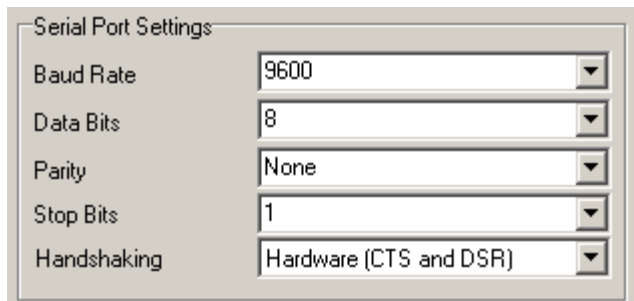 Serial Port Settings
Baud Rate 9600
Data Bits 8
Parity None
Stop Bits 1
Handshaking Hardware (CTS and DSR)